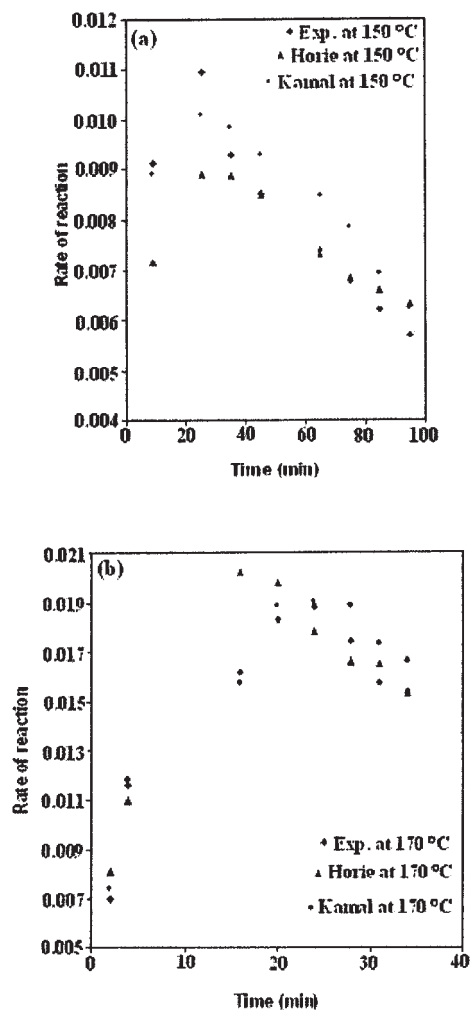 (a)
Exp. at 150 °C
Horie at 150 °C
Kamal at 150 °C
0.012
0.011
0.010
0.009
0.008
0.007
0.006
0.005
0.004
Rate of reaction
0 20 40 60 80 100
Time (min)
(b)
0.021
0.019
0.017
0.015
0.013
0.011
0.009
0.007
0.005
Rate of reaction
Exp. at 170 °C
Horie at 170 °C
Kamal at 170 °C
0 10 20 30 40
Time (min)